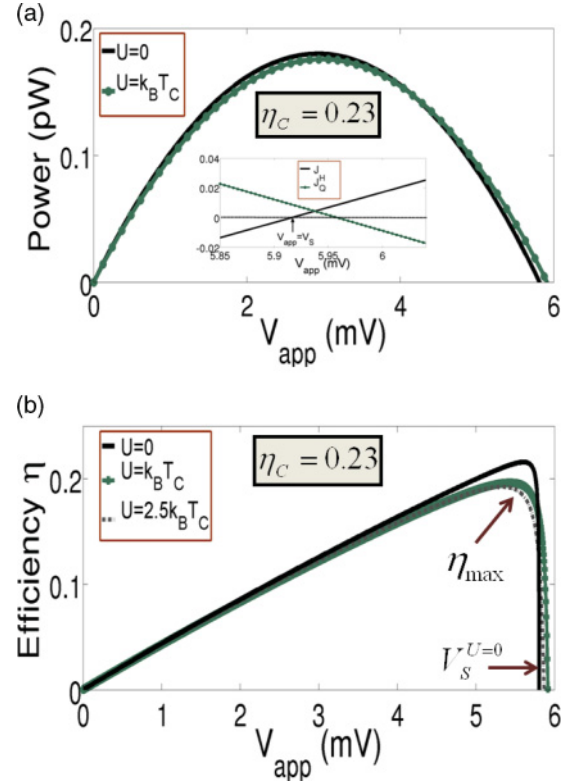 (a)
0.2
U=0
U=k_BT_C
η_C = 0.23
Power (pW)
0.1
0.04
J
J_Q^H
0.02
0
V_app=V_S
-0.02
5.85
5.9
5.95
6
V_app (mV)
0
0
2
4
6
V_app (mV)
(b)
U=0
U=k_BT_C
U=2.5k_BT_C
η_C = 0.23
0.2
Efficiency η
η_max
0.1
V_S^{U=0}
0
0
1
2
3
4
5
6
V_app (mV)